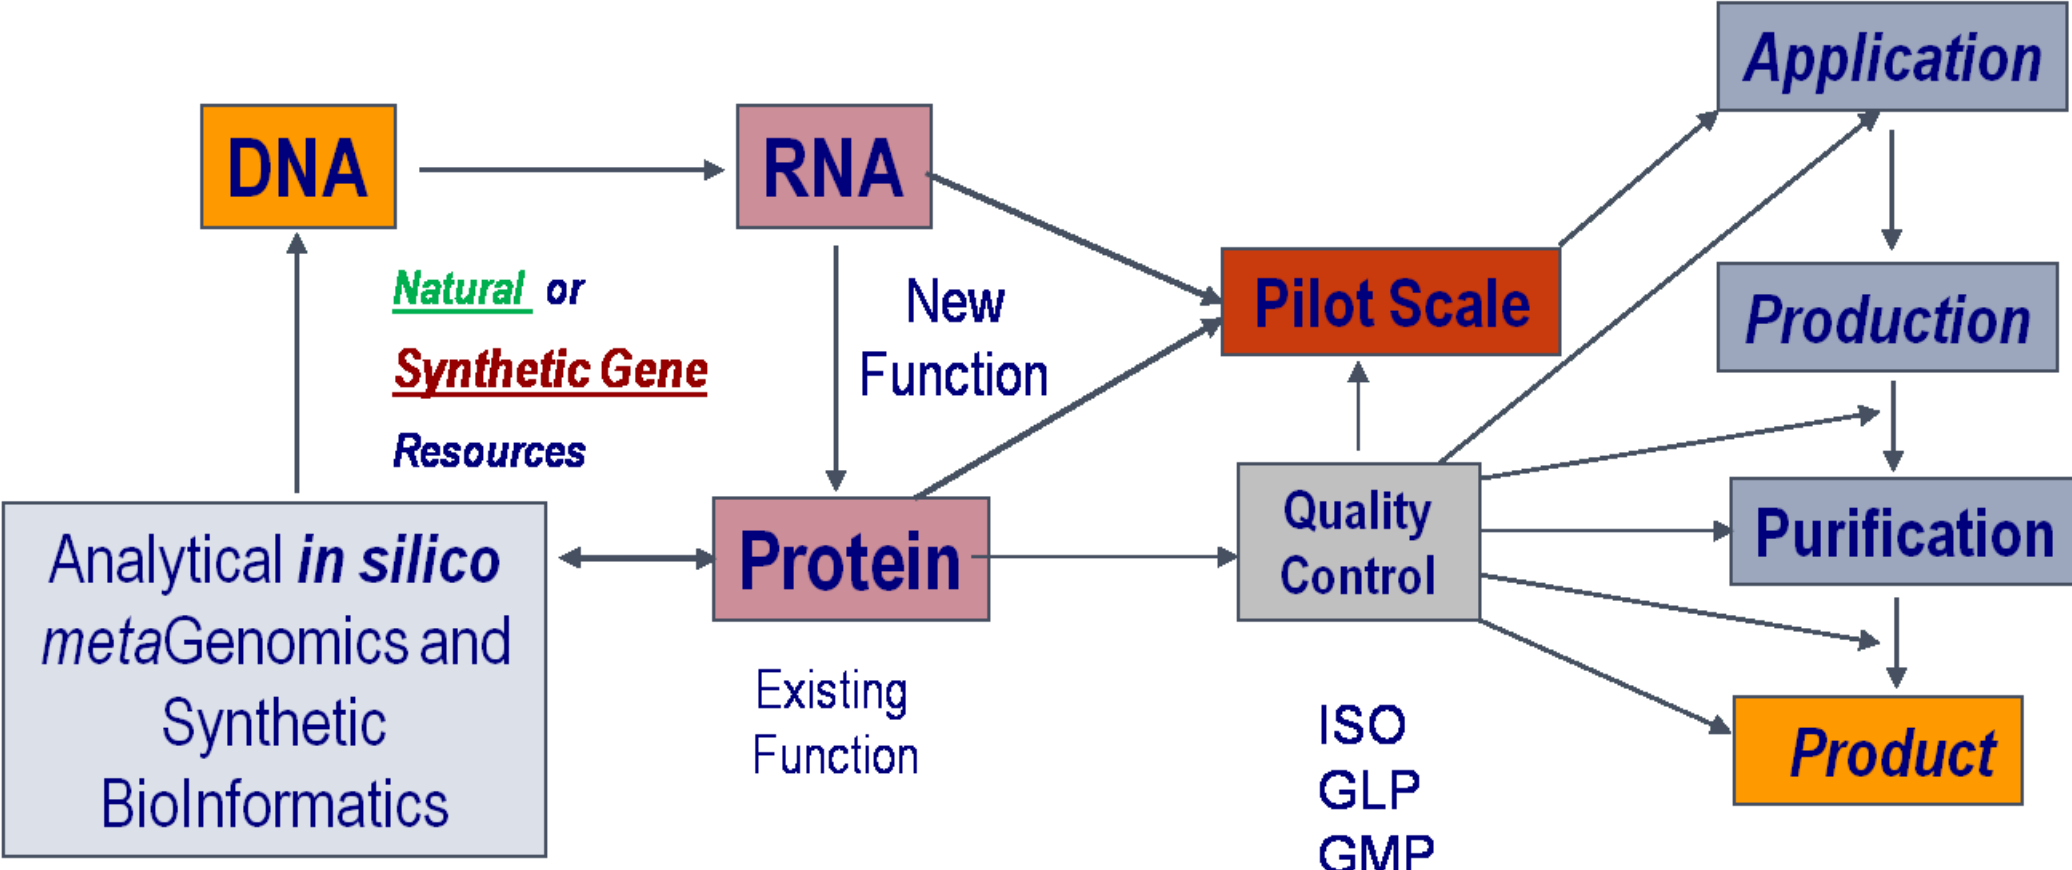 Application
DNA
RNA
Natural or
Synthetic Gene
Resources
New
Function
Pilot Scale
Production
Analytical in silico
metaGenomics and
Synthetic
BioInformatics
Protein
Existing
Function
Quality
Control
ISO
GLP
GMP
Purification
Product